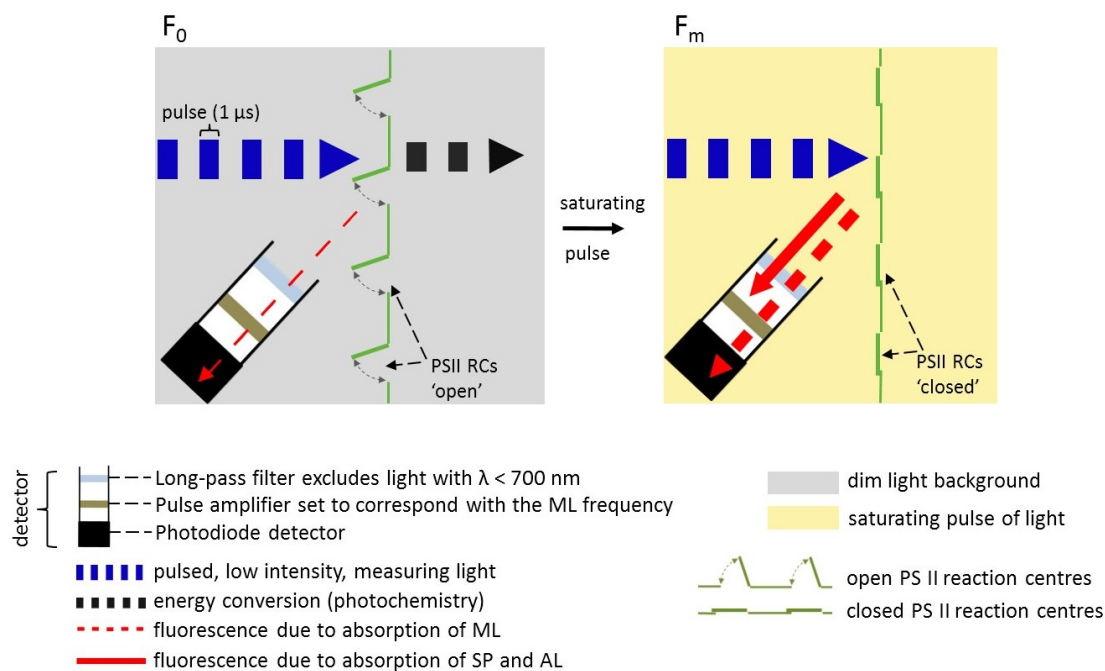 F0
Fm
pulse (1 µs)
saturating
pulse
PSII RCs
‘open’
PSII RCs
‘closed’
detector
Long-pass filter excludes light with λ < 700 nm
Pulse amplifier set to correspond with the ML frequency
Photodiode detector
pulsed, low intensity, measuring light
energy conversion (photochemistry)
fluorescence due to absorption of ML
fluorescence due to absorption of SP and AL
dim light background
saturating pulse of light
open PS II reaction centres
closed PS II reaction centres